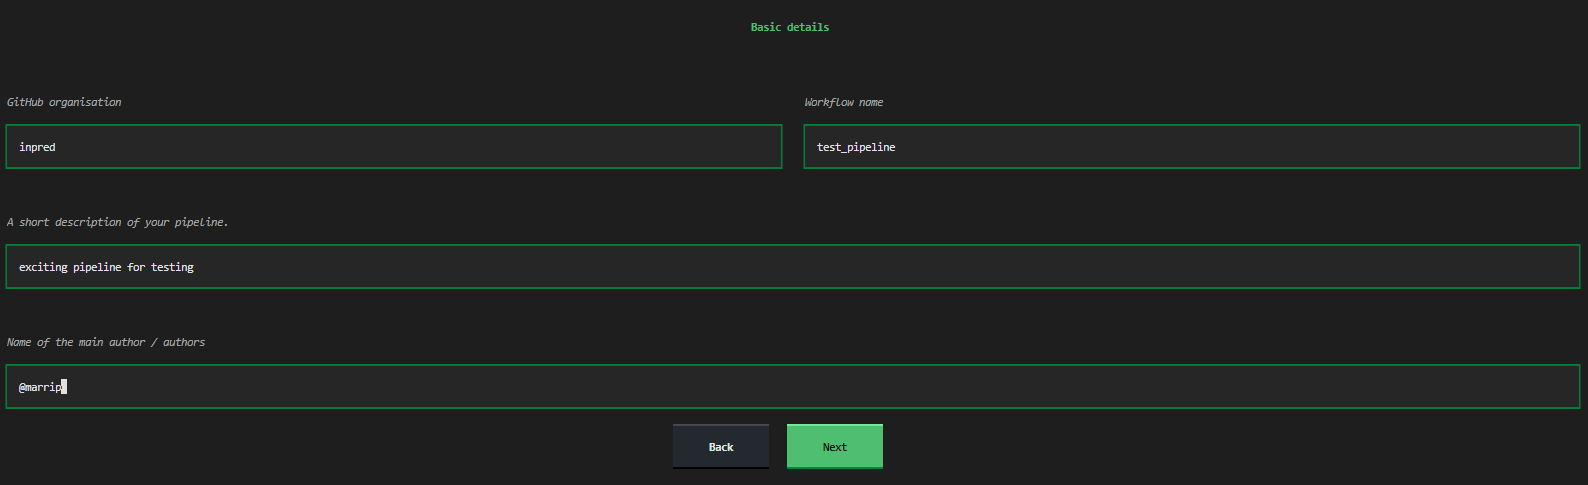 Basic details
GitHub organisation
Workflow name
inpred
test_pipeline
A short description of your pipeline.
exciting pipeline for testing
Name of the main author / authors
@marrip
Back
Next